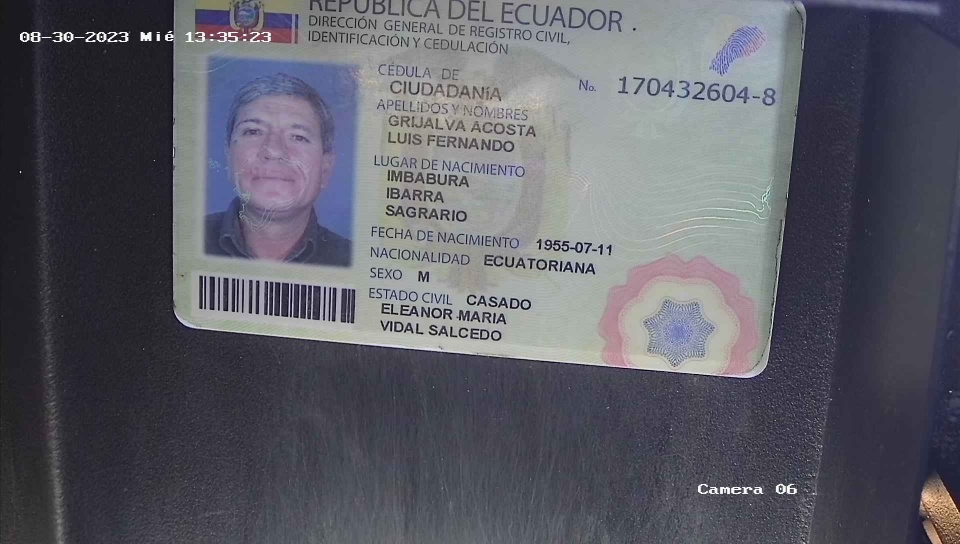 08-30-2023 Mié 13:35:23
REPÚBLICA DEL ECUADOR
DIRECCIÓN GENERAL DE REGISTRO CIVIL,
IDENTIFICACIÓN Y CEDULACIÓN
CÉDULA DE
CIUDADANÍA
No. 170432604-8
APELLIDOS Y NOMBRES
GRIJALVA ACOSTA
LUIS FERNANDO
LUGAR DE NACIMIENTO
IMBABURA
IBARRA
SAGRARIO
FECHA DE NACIMIENTO 1955-07-11
NACIONALIDAD ECUATORIANA
SEXO M
ESTADO CIVIL CASADO
ELEANOR MARIA
VIDAL SALCEDO
Camera 06